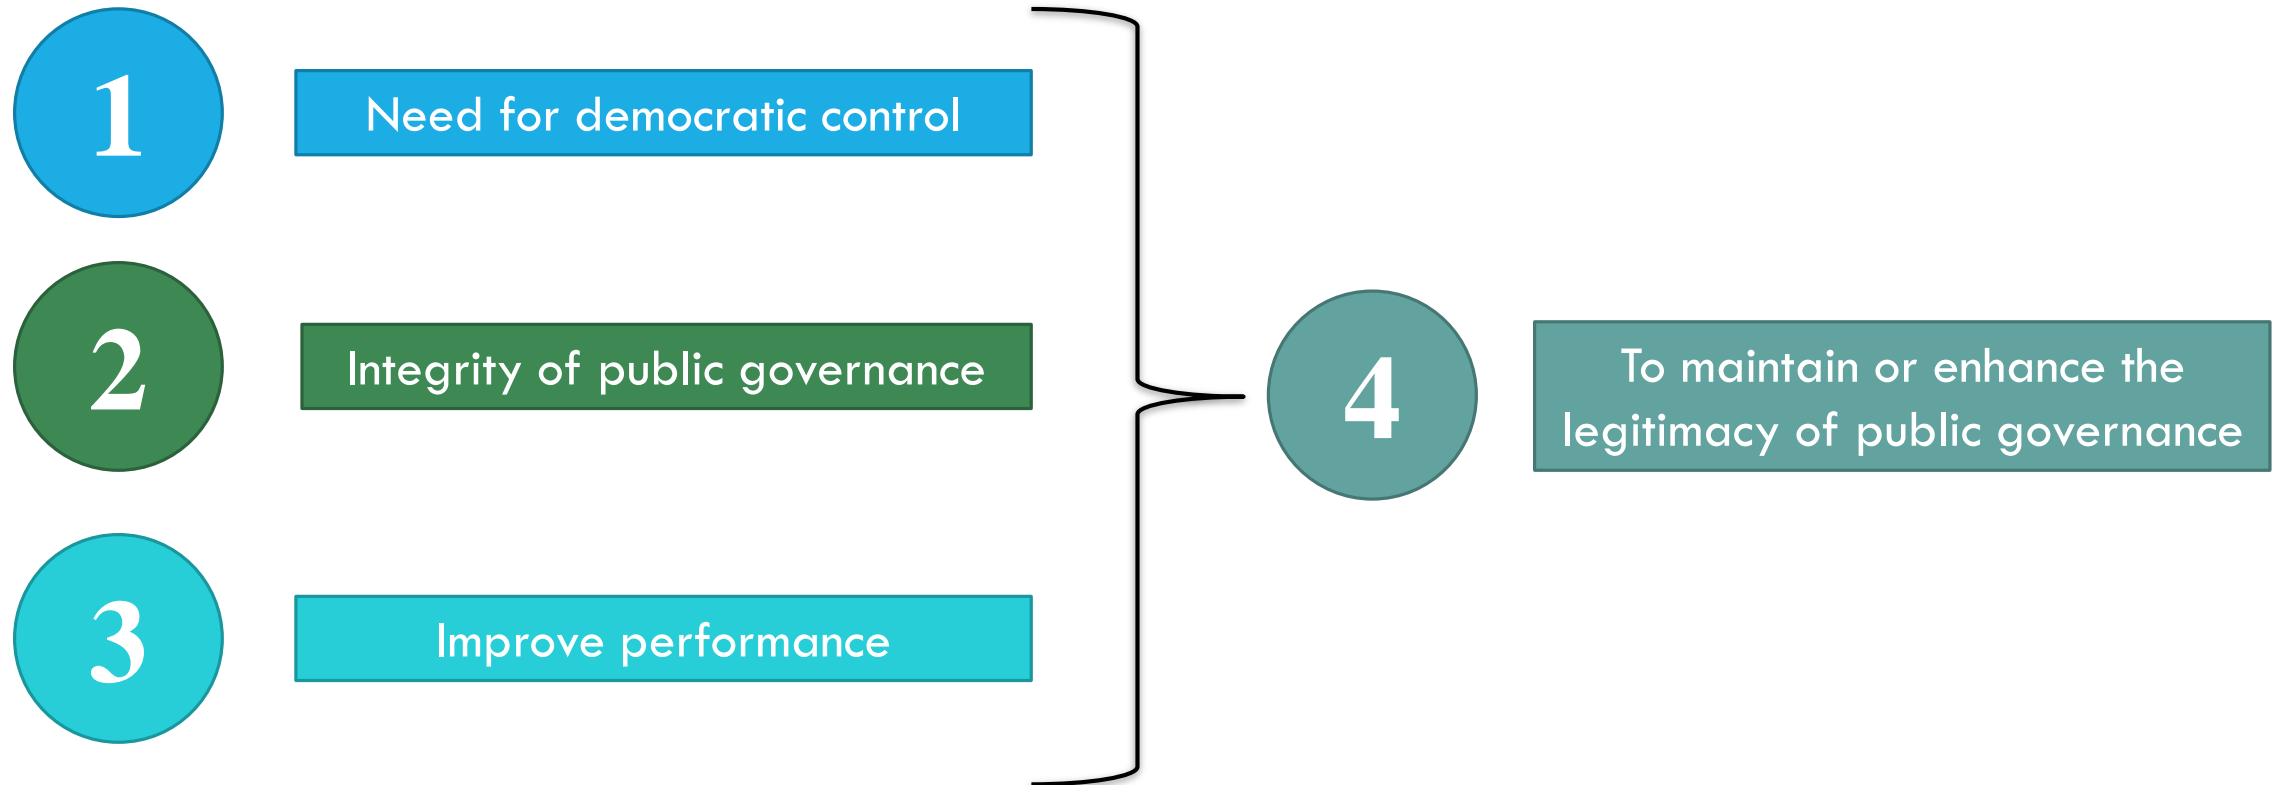 1
Need for democratic control
2
Integrity of public governance
3
Improve performance
4
To maintain or enhance the
legitimacy of public governance